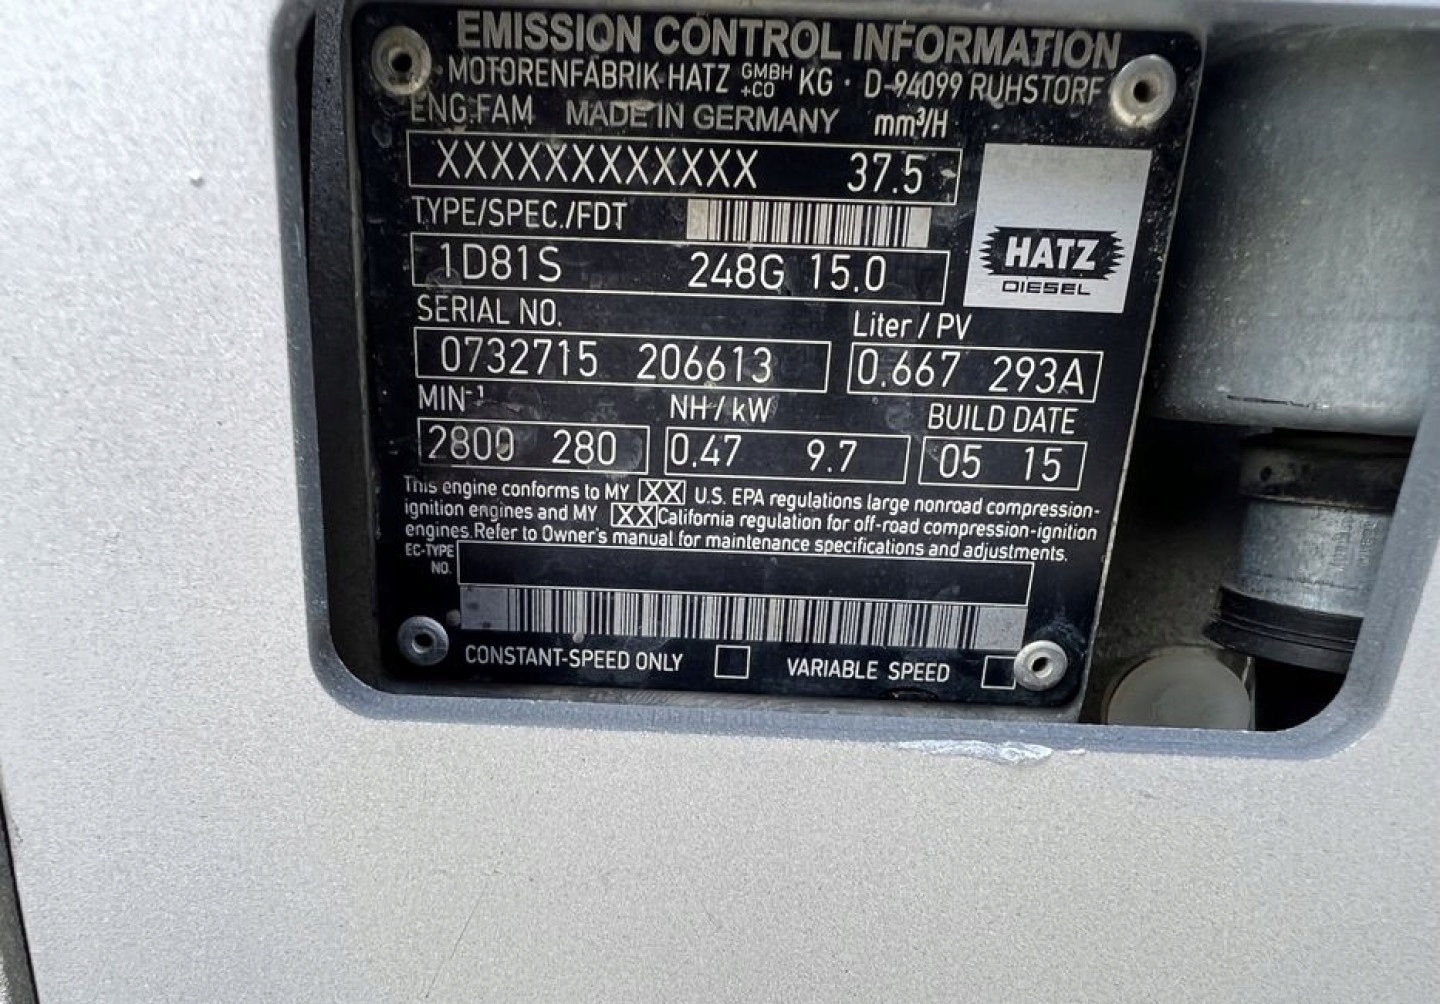 EMISSION CONTROL INFORMATION
MOTORENFABRIK HATZ GMBH +CO KG · D-94099 RUHSTORF
ENG.FAM MADE IN GERMANY mm³/H
XXXXXXXXXXXX 37.5
TYPE/SPEC./FDT
1D81S 248G 15.0
HATZ
DIESEL
SERIAL NO. Liter / PV
0732715 206613 0.667 293A
MIN⁻¹ NH / kW BUILD DATE
2800 280 0.47 9.7 05 15
This engine conforms to MY XX U.S. EPA regulations large nonroad compression-
ignition engines and MY XX California regulation for off-road compression-ignition
engines. Refer to Owner's manual for maintenance specifications and adjustments.
EC-TYPE
NO.
CONSTANT-SPEED ONLY VARIABLE SPEED